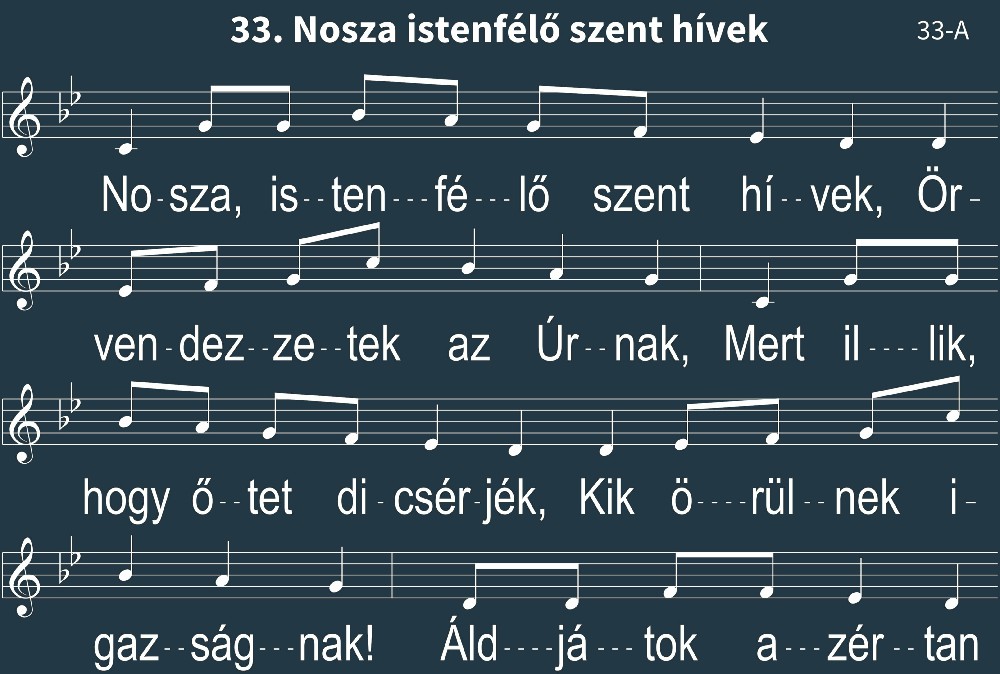 33. Nosza istenfélő szent hívek
33-A
No-sza, is--ten---fé---lő szent hí--vek, Ör-
ven-dez--ze--tek az Úr--nak, Mert il----lik,
hogy ő--tet di-csér-jék, Kik ö----rül--nek i-
gaz--ság---nak! Áld----já---tok a---zér--tan